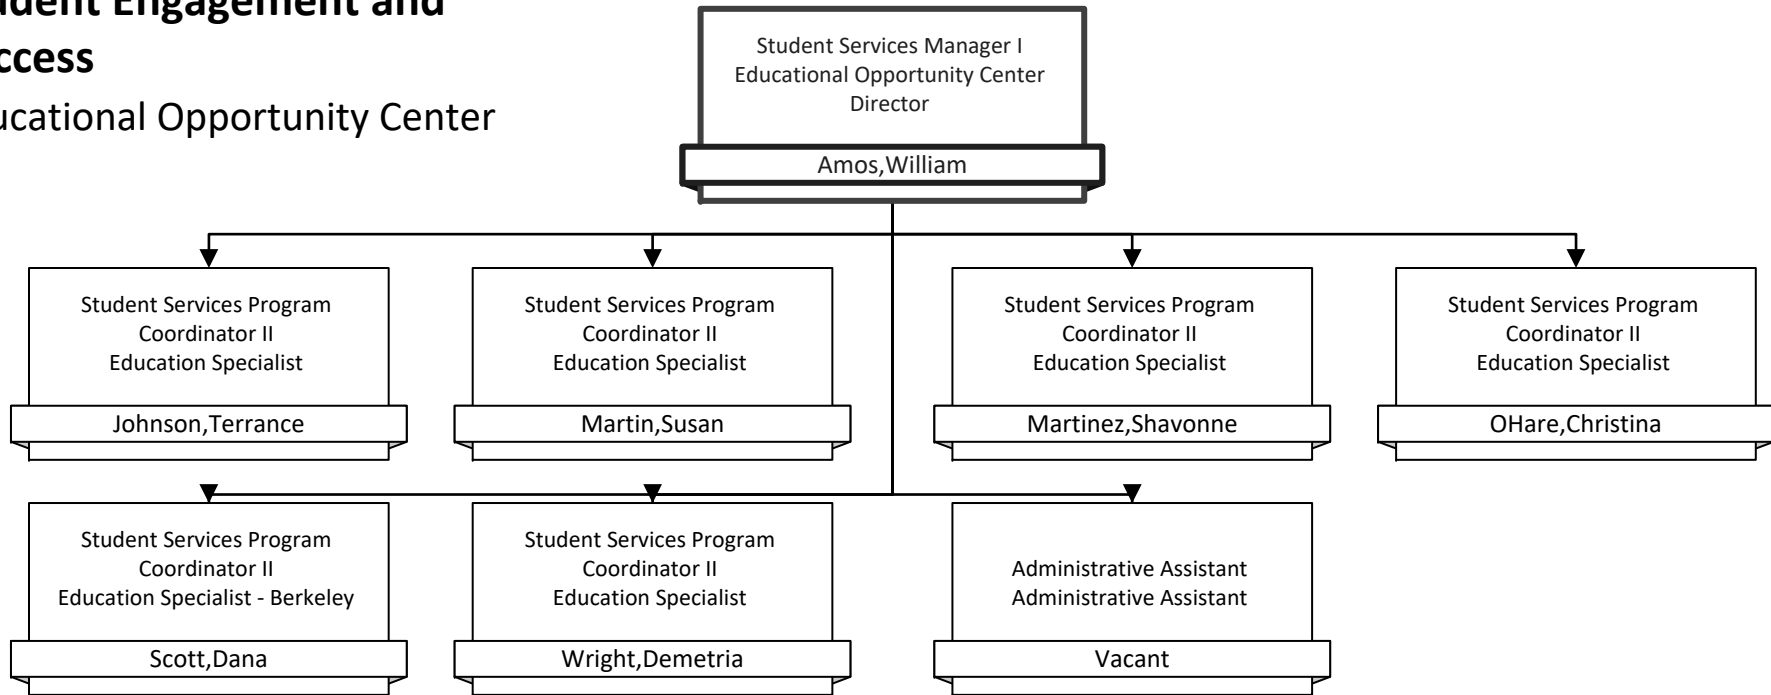 udent Engagement and
ccess
ucational Opportunity Center
Student Services Manager I
Educational Opportunity Center
Director
Amos,William
Student Services Program
Coordinator II
Education Specialist
Johnson,Terrance
Student Services Program
Coordinator II
Education Specialist
Martin,Susan
Student Services Program
Coordinator II
Education Specialist
Martinez,Shavonne
Student Services Program
Coordinator II
Education Specialist
OHare,Christina
Student Services Program
Coordinator II
Education Specialist - Berkeley
Scott,Dana
Student Services Program
Coordinator II
Education Specialist
Wright,Demetria
Administrative Assistant
Administrative Assistant
Vacant